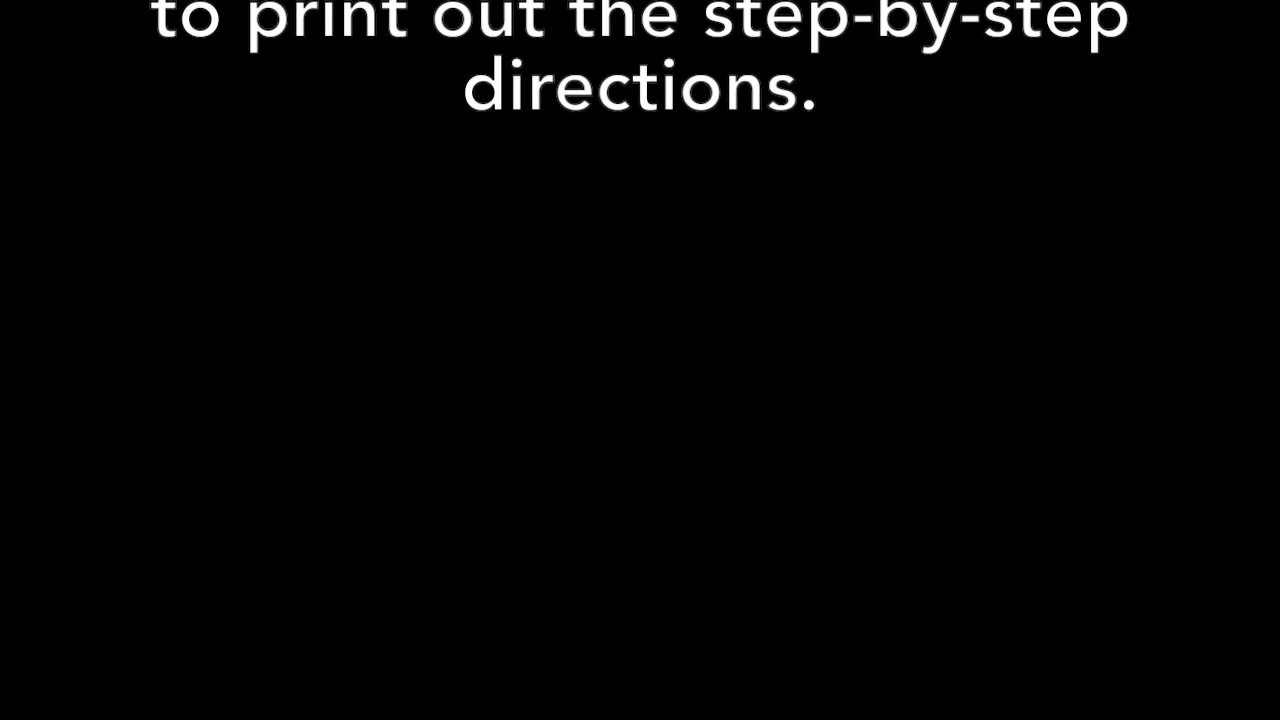 to print out the step-by-step
directions.